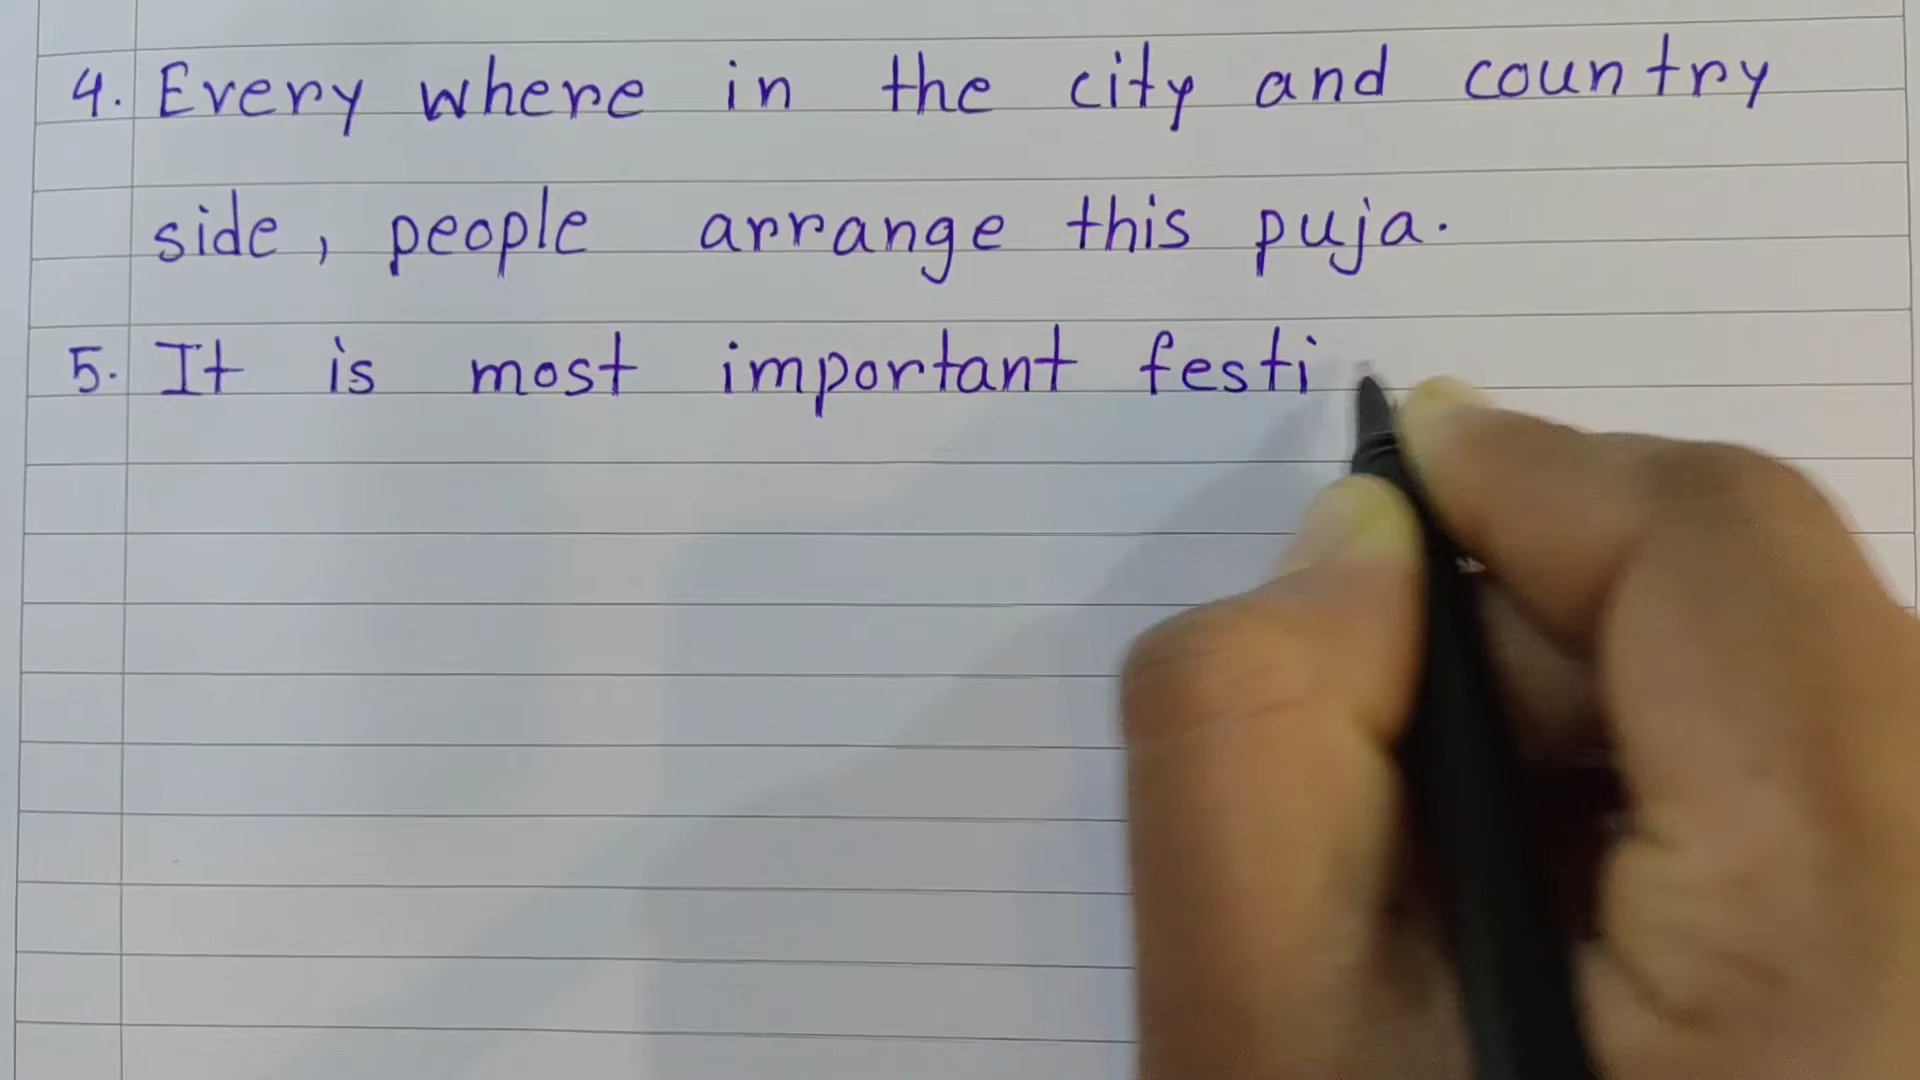 4. Every where in the city and country
side, people arrange this puja.
5. It is most important festi